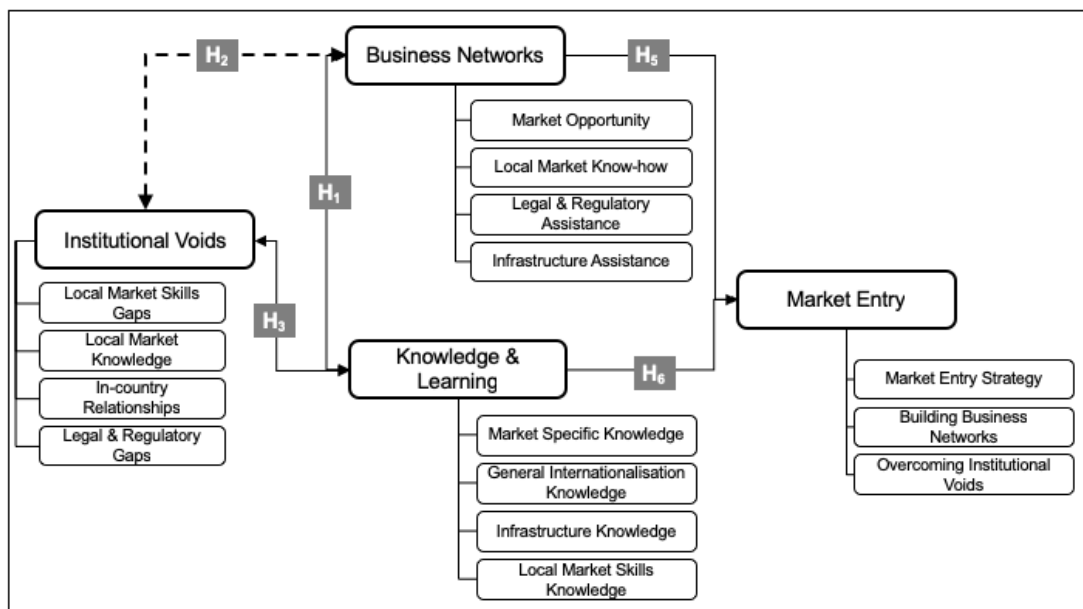 H2
Business Networks
H5
Market Opportunity
Local Market Know-how
H1
Legal & Regulatory
Assistance
Infrastructure Assistance
Institutional Voids
Local Market Skills
Gaps
Local Market
Knowledge
In-country
Relationships
Legal & Regulatory
Gaps
H3
Knowledge &
Learning
H6
Market Specific Knowledge
General Internationalisation
Knowledge
Infrastructure Knowledge
Local Market Skills
Knowledge
Market Entry
Market Entry Strategy
Building Business
Networks
Overcoming Institutional
Voids